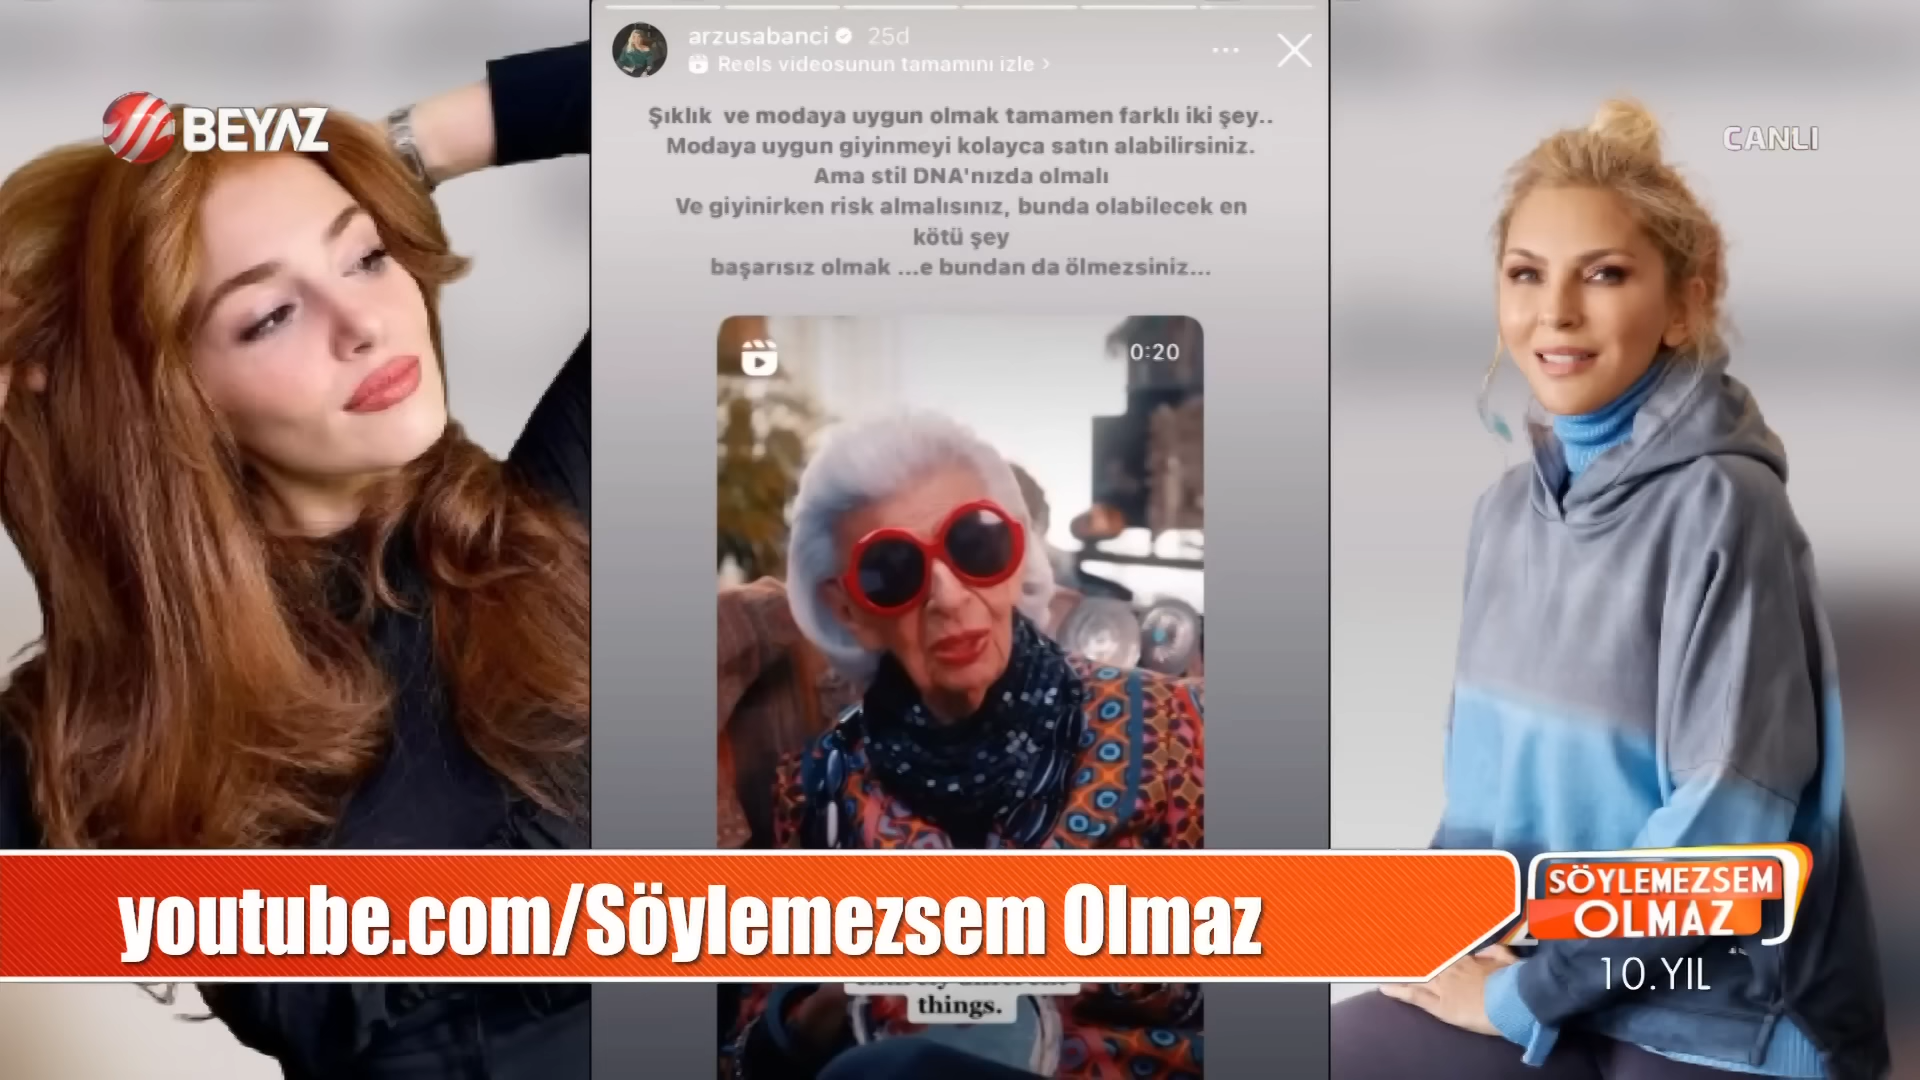 arzusabanci 25d
Reels videosunun tamamını izle >
BEYAZ
CANLI
Şıklık ve modaya uygun olmak tamamen farklı iki şey..
Modaya uygun giyinmeyi kolayca satın alabilirsiniz.
Ama stil DNA'nızda olmalı
Ve giyinirken risk almalısınız, bunda olabilecek en
kötü şey
başarısız olmak ...e bundan da ölmezsiniz...
0:20
youtube.com/Söylemezsem Olmaz
SÖYLEMEZSEM
OLMAZ
10.YIL
entirely different
things.